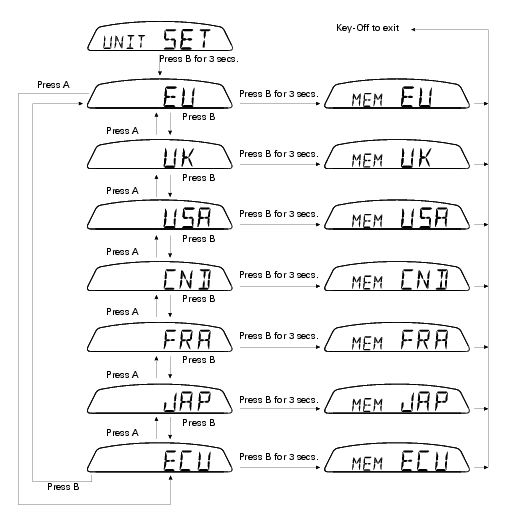 Key-Off to exit
UNIT SET
Press B for 3 secs.
Press A
EU
Press B for 3 secs.
MEM EU
Press B
Press A
UK
Press B for 3 secs.
MEM UK
Press B
Press A
USA
Press B for 3 secs.
MEM USA
Press B
Press A
CND
Press B for 3 secs.
MEM CND
Press B
Press A
FRA
Press B for 3 secs.
MEM FRA
Press B
Press A
JAP
Press B for 3 secs.
MEM JAP
Press B
Press A
ECU
Press B for 3 secs.
MEM ECU
Press B